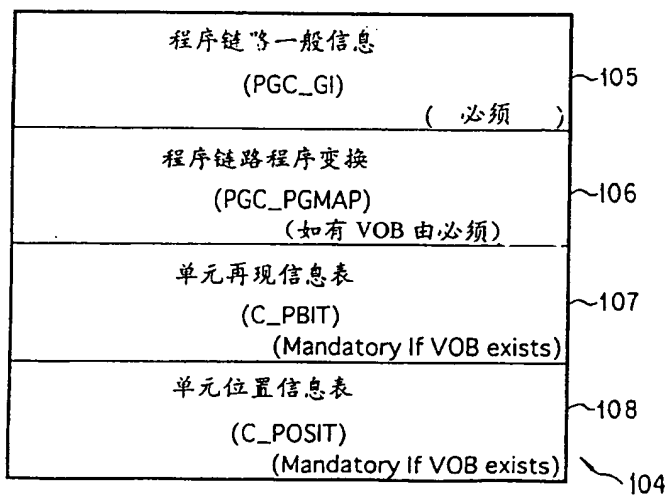 程序链路一般信息
(PGC_GI)
( 必须 )
105
程序链路程序变换
(PGC_PGMAP)
(如有 VOB 由必须)
106
单元再现信息表
(C_PBIT)
(Mandatory If VOB exists)
107
单元位置信息表
(C_POSIT)
(Mandatory If VOB exists)
108
104